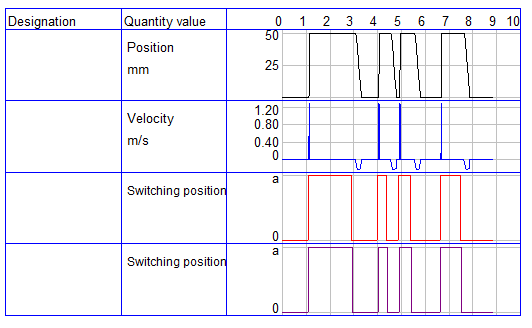 Designation Quantity value 0 1 2 3 4 5 6 7 8 9 10
Position 50
mm 25
Velocity 1.20
m/s 0.80
0.40
0
Switching position a
0
Switching position a
0